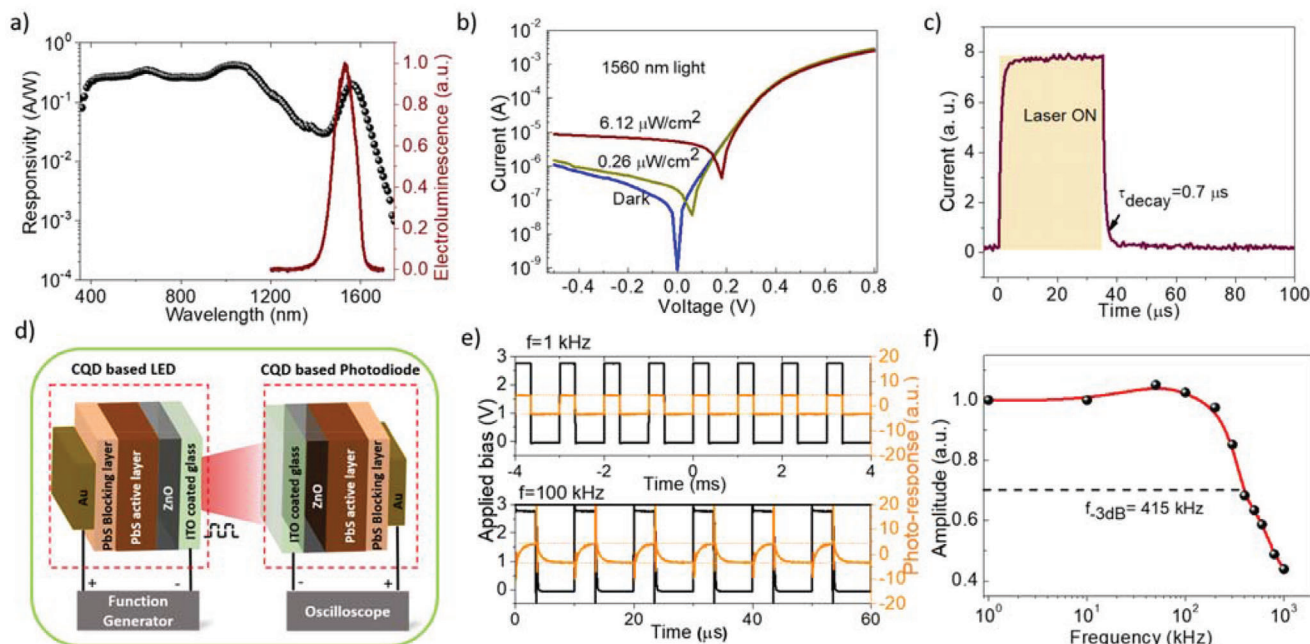 a)
10⁰
10⁻¹
10⁻²
10⁻³
10⁻⁴
Responsivity (A/W)
400 800 1200 1600
Wavelength (nm)
1.0
0.8
0.6
0.4
0.2
0.0
Electroluminescence (a.u.)
b)
10⁻¹
10⁻²
10⁻³
10⁻⁴
10⁻⁵
10⁻⁶
10⁻⁷
10⁻⁸
10⁻⁹
Current (A)
1560 nm light
6.12 μW/cm²
0.26 μW/cm²
Dark
-0.4 -0.2 0.0 0.2 0.4 0.6 0.8
Voltage (V)
c)
8
6
4
2
0
Current (a. u.)
Laser ON
τdecay=0.7 μs
0 20 40 60 80 100
Time (μs)
d)
CQD based LED
CQD based Photodiode
Au
PbS Blocking layer
PbS active layer
ZnO
ITO coated glass
ITO coated glass
ZnO
PbS active layer
PbS Blocking layer
Au
+ -
- +
Function
Generator
Oscilloscope
e)
f=1 kHz
3
2
1
0
20
10
0
-10
-20
-4 -2 0 2 4
Time (ms)
Applied bias (V)
Photo-response (a.u.)
f=100 kHz
3
2
1
0
20
10
0
-10
-20
0 20 40 60
Time (μs)
f)
1.0
0.8
0.6
0.4
Amplitude (a.u.)
f-3dB= 415 kHz
10⁰ 10¹ 10² 10³
Frequency (kHz)